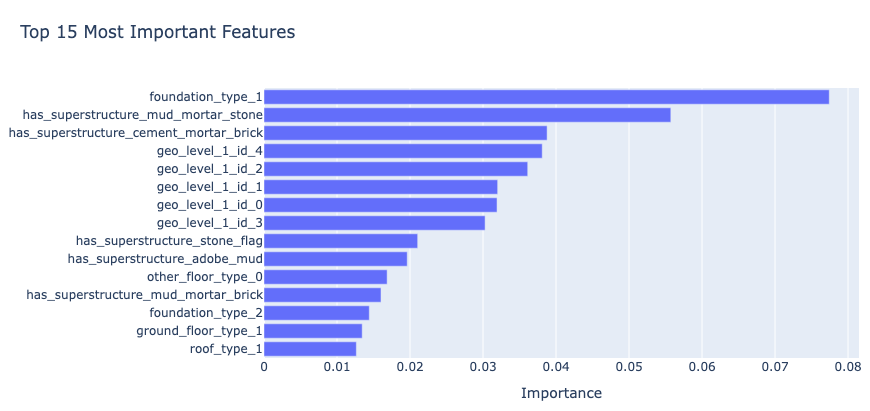 Top 15 Most Important Features
foundation_type_1
has_superstructure_mud_mortar_stone
has_superstructure_cement_mortar_brick
geo_level_1_id_4
geo_level_1_id_2
geo_level_1_id_1
geo_level_1_id_0
geo_level_1_id_3
has_superstructure_stone_flag
has_superstructure_adobe_mud
other_floor_type_0
has_superstructure_mud_mortar_brick
foundation_type_2
ground_floor_type_1
roof_type_1
0 0.01 0.02 0.03 0.04 0.05 0.06 0.07 0.08
Importance